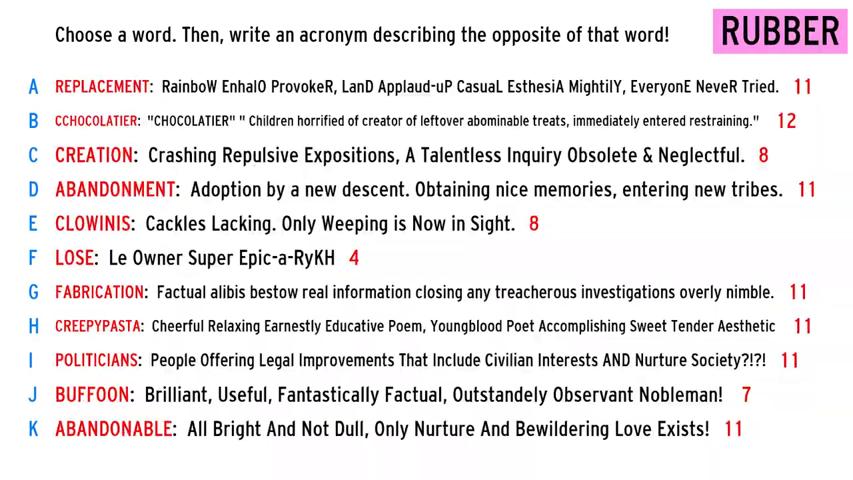 Choose a word. Then, write an acronym describing the opposite of that word!
RUBBER
A REPLACEMENT: RainboW EnhalO ProvokeR, LanD Applaud-uP CasuaL EsthesiA MightilY, EveryonE NeveR Tried. 11
B CCHOCOLATIER: "CHOCOLATIER" " Children horrified of creator of leftover abominable treats, immediately entered restraining." 12
C CREATION: Crashing Repulsive Expositions, A Talentless Inquiry Obsolete & Neglectful. 8
D ABANDONMENT: Adoption by a new descent. Obtaining nice memories, entering new tribes. 11
E CLOWINIS: Cackles Lacking. Only Weeping is Now in Sight. 8
F LOSE: Le Owner Super Epic-a-RyKH 4
G FABRICATION: Factual alibis bestow real information closing any treacherous investigations overly nimble. 11
H CREEPYPASTA: Cheerful Relaxing Earnestly Educative Poem, Youngblood Poet Accomplishing Sweet Tender Aesthetic 11
I POLITICIANS: People Offering Legal Improvements That Include Civilian Interests AND Nurture Society?!?! 11
J BUFFOON: Brilliant, Useful, Fantastically Factual, Outstandely Observant Nobleman! 7
K ABANDONABLE: All Bright And Not Dull, Only Nurture And Bewildering Love Exists! 11